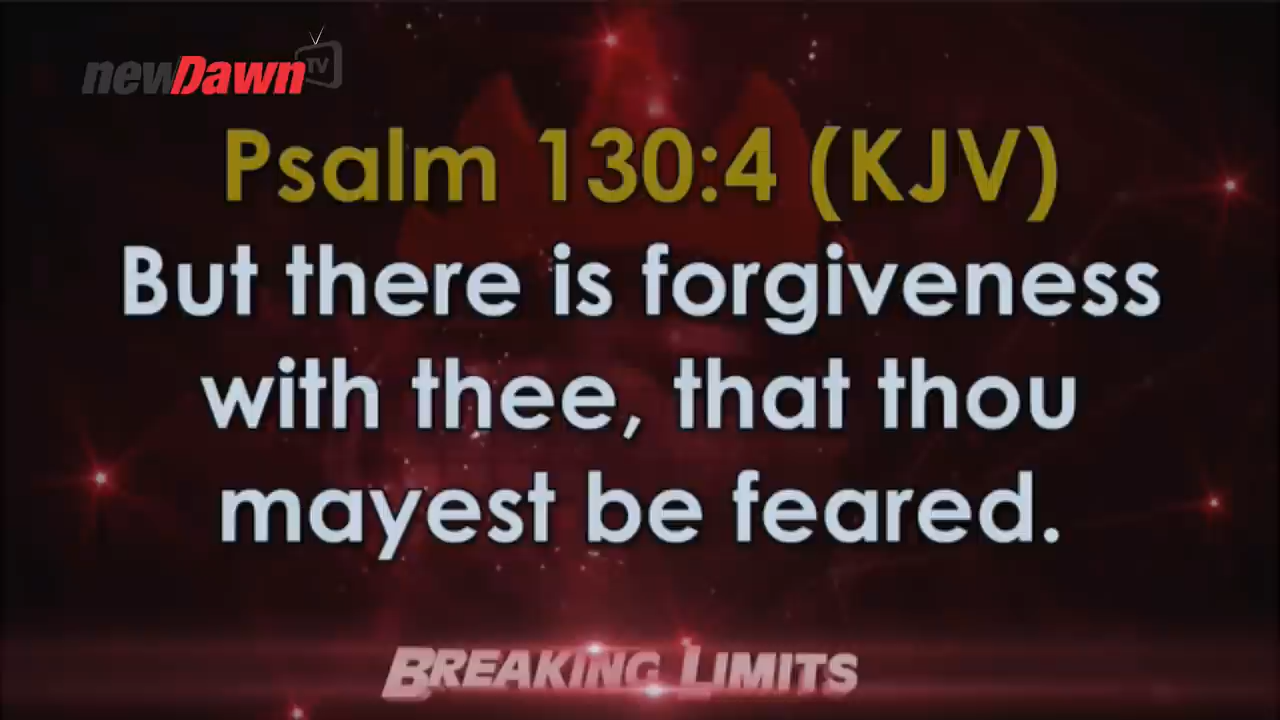 newDawn TV
Psalm 130:4 (KJV)
But there is forgiveness
with thee, that thou
mayest be feared.
BREAKING LIMITS